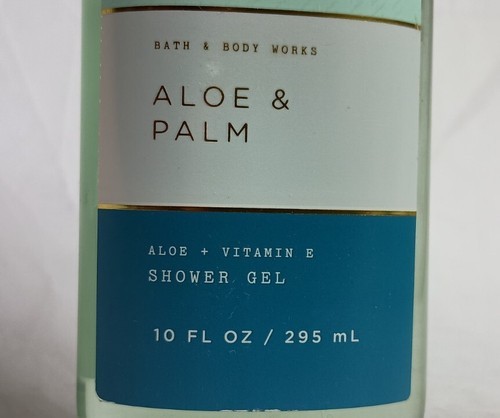 BATH & BODY WORKS
ALOE &
PALM
ALOE + VITAMIN E
SHOWER GEL
10 FL OZ / 295 mL